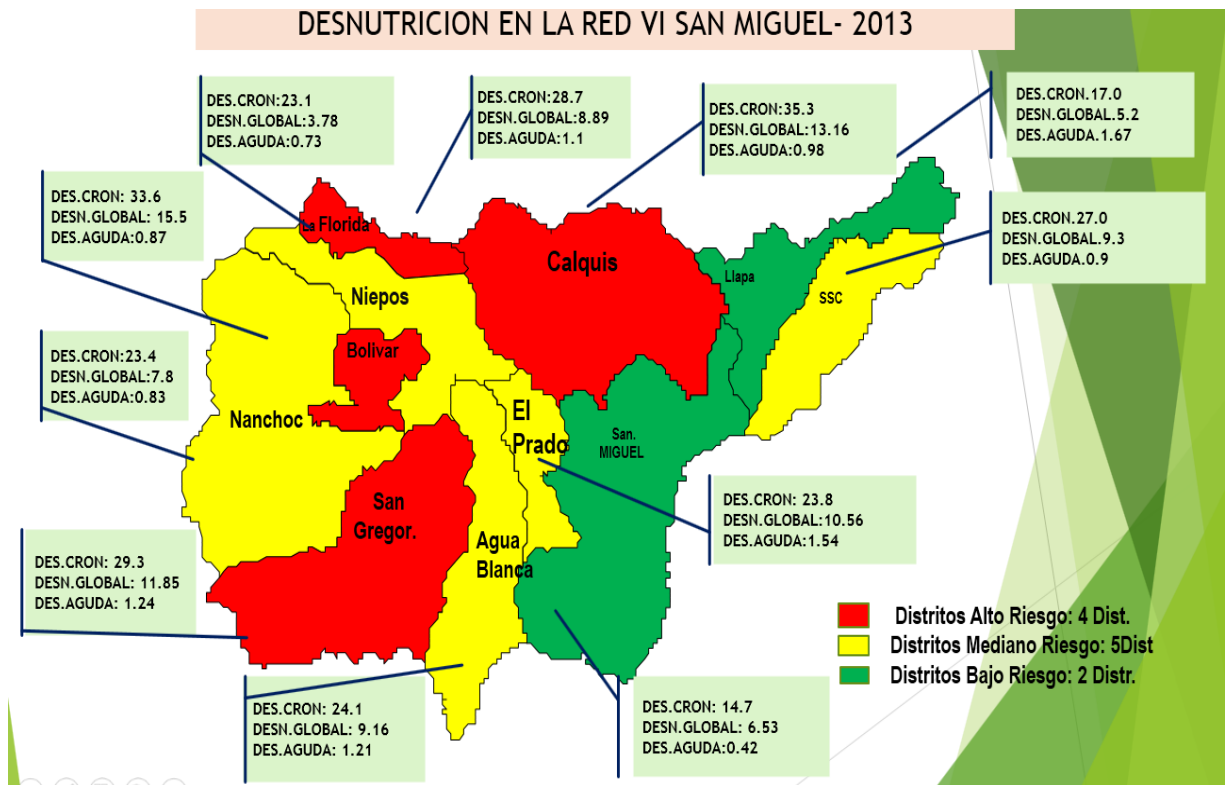 DESNUTRICION EN LA RED VI SAN MIGUEL- 2013
DES.CRON:23.1
DESN.GLOBAL:3.78
DES.AGUDA:0.73
DES.CRON:28.7
DESN.GLOBAL:8.89
DES.AGUDA:1.1
DES.CRON:35.3
DESN.GLOBAL:13.16
DES.AGUDA:0.98
DES.CRON.17.0
DESN.GLOBAL.5.2
DES.AGUDA.1.67
DES.CRON: 33.6
DESN.GLOBAL: 15.5
DES.AGUDA:0.87
DES.CRON.27.0
DESN.GLOBAL.9.3
DES.AGUDA.0.9
La Florida
Calquis
Llapa
SSC
Niepos
Bolivar
DES.CRON:23.4
DESN.GLOBAL:7.8
DES.AGUDA:0.83
Nanchoc
El
Prado
San.
MIGUEL
San
Gregor.
Agua
Blanca
DES.CRON: 23.8
DESN.GLOBAL:10.56
DES.AGUDA:1.54
DES.CRON: 29.3
DESN.GLOBAL: 11.85
DES.AGUDA: 1.24
Distritos Alto Riesgo: 4 Dist.
Distritos Mediano Riesgo: 5Dist
Distritos Bajo Riesgo: 2 Distr.
DES.CRON: 24.1
DESN.GLOBAL: 9.16
DES.AGUDA: 1.21
DES.CRON: 14.7
DESN.GLOBAL: 6.53
DES.AGUDA:0.42